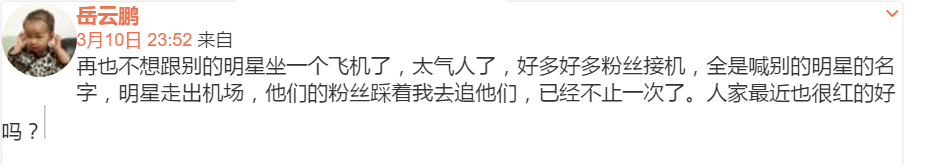 岳云鹏
3月10日 23:52 来自
再也不想跟别的明星坐一个飞机了，太气人了，好多好多粉丝接机，全是喊别的明星的名
字，明星走出机场，他们的粉丝踩着我去追他们，已经不止一次了。人家最近也很红的好
吗？